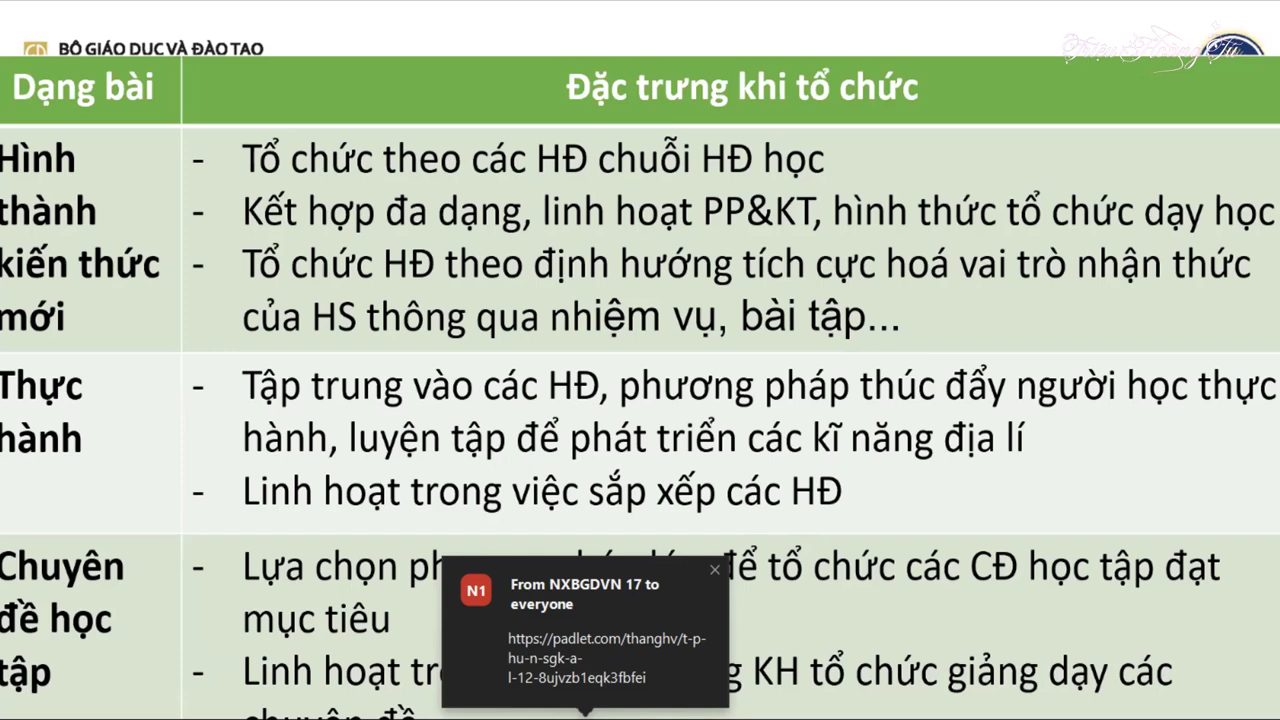 BỘ GIÁO DỤC VÀ ĐÀO TẠO
Dạng bài
Đặc trưng khi tổ chức
Hình
thành
kiến thức
mới
- Tổ chức theo các HĐ chuỗi HĐ học
- Kết hợp đa dạng, linh hoạt PP&KT, hình thức tổ chức dạy học
- Tổ chức HĐ theo định hướng tích cực hoá vai trò nhận thức
của HS thông qua nhiệm vụ, bài tập...
Thực
hành
- Tập trung vào các HĐ, phương pháp thúc đẩy người học thực
hành, luyện tập để phát triển các kĩ năng địa lí
- Linh hoạt trong việc sắp xếp các HĐ
Chuyên
đề học
tập
- Lựa chọn để tổ chức các CĐ học tập đạt
mục tiêu
- Linh hoạt KH tổ chức giảng dạy các
chuyên đề
N1
From NXBGDVN 17 to
everyone
https://padlet.com/thanghv/t-p-
hu-n-sgk-a-
l-12-8ujvzb1eqk3fbfei